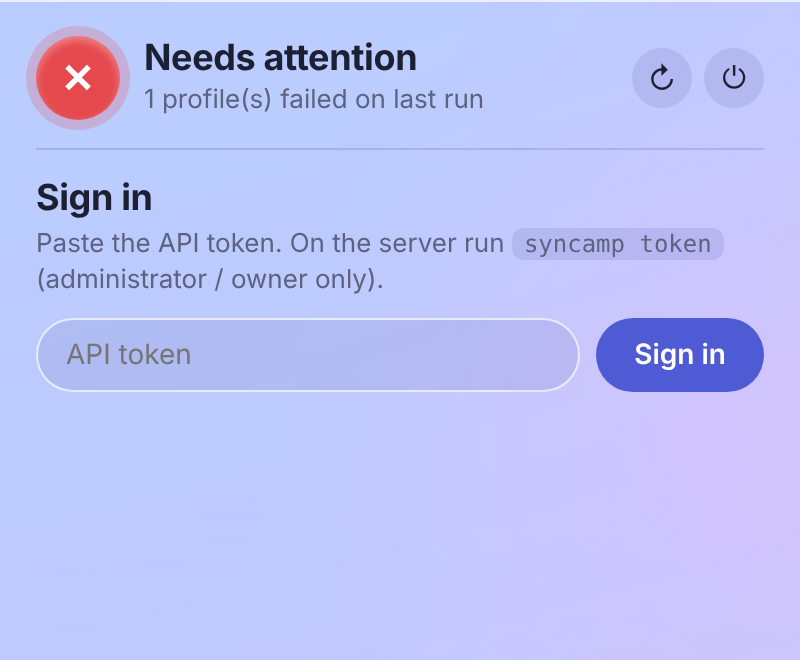 Needs attention
1 profile(s) failed on last run
Sign in
Paste the API token. On the server run syncamp token
(administrator / owner only).
API token
Sign in